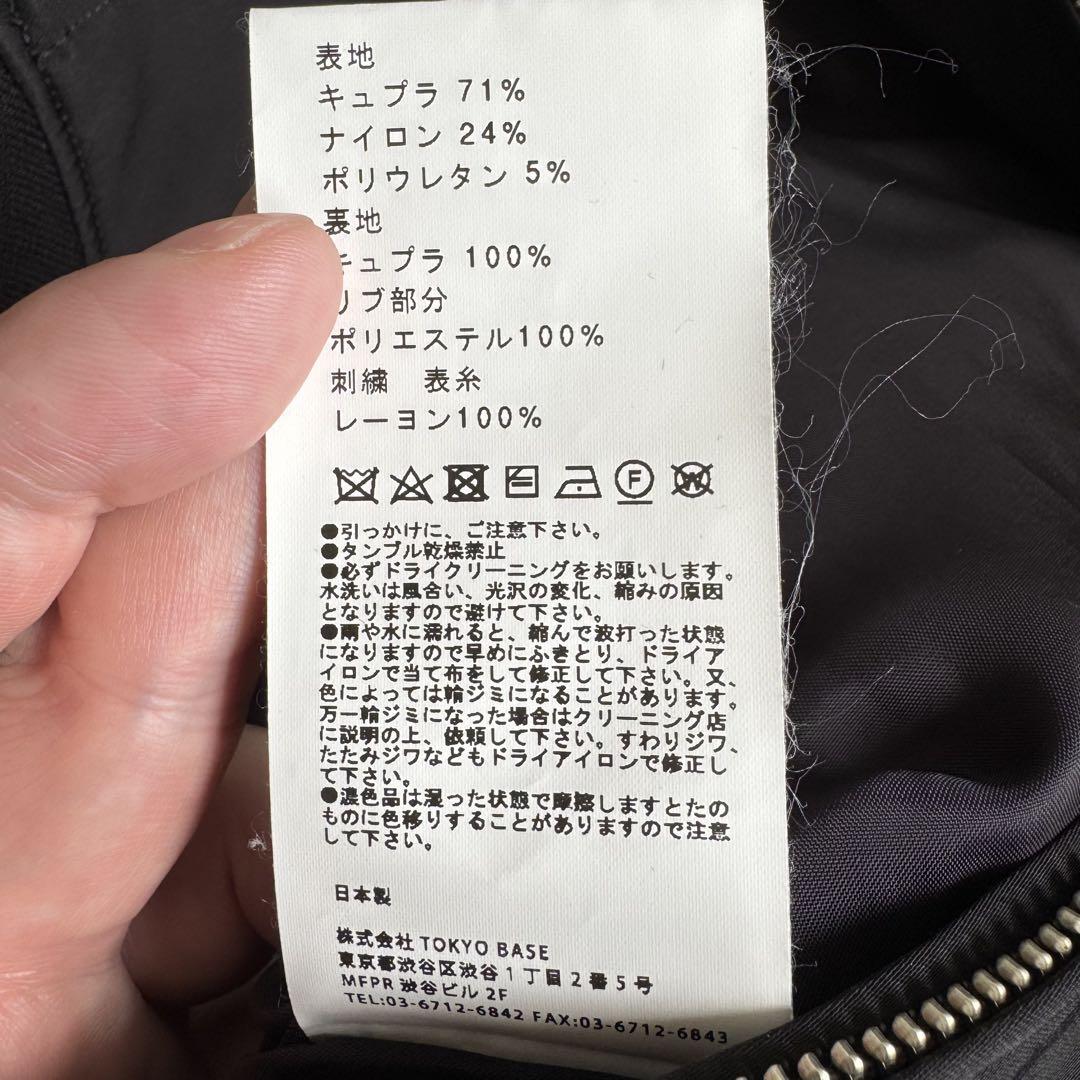 表地
キュプラ 71%
ナイロン 24%
ポリウレタン 5%
裏地
キュプラ 100%
リブ部分
ポリエステル100%
刺繍 表糸
レーヨン100%
F W
●引っかけに、ご注意下さい。
●タンブル乾燥禁止
●必ずドライクリーニングをお願いします。
水洗いは風合い、光沢の変化、縮みの原因
となりますので避けて下さい。
●雨や水に濡れると、縮んで波打った状態
になりますので早めにふきとり、ドライア
イロンで当て布をして修正して下さい。又、
色によっては輪ジミになることがあります。
万一輪ジミになった場合はクリーニング店
に説明の上、依頼して下さい。すわりジワ、
たたみジワなどもドライアイロンで修正し
て下さい。
●濃色品は湿った状態で摩擦しますとたの
ものに色移りすることがありますので注意
して下さい。
日本製
株式会社 TOKYO BASE
東京都渋谷区渋谷1丁目2番5号
MFPR 渋谷ビル 2F
TEL:03-6712-6842 FAX:03-6712-6843